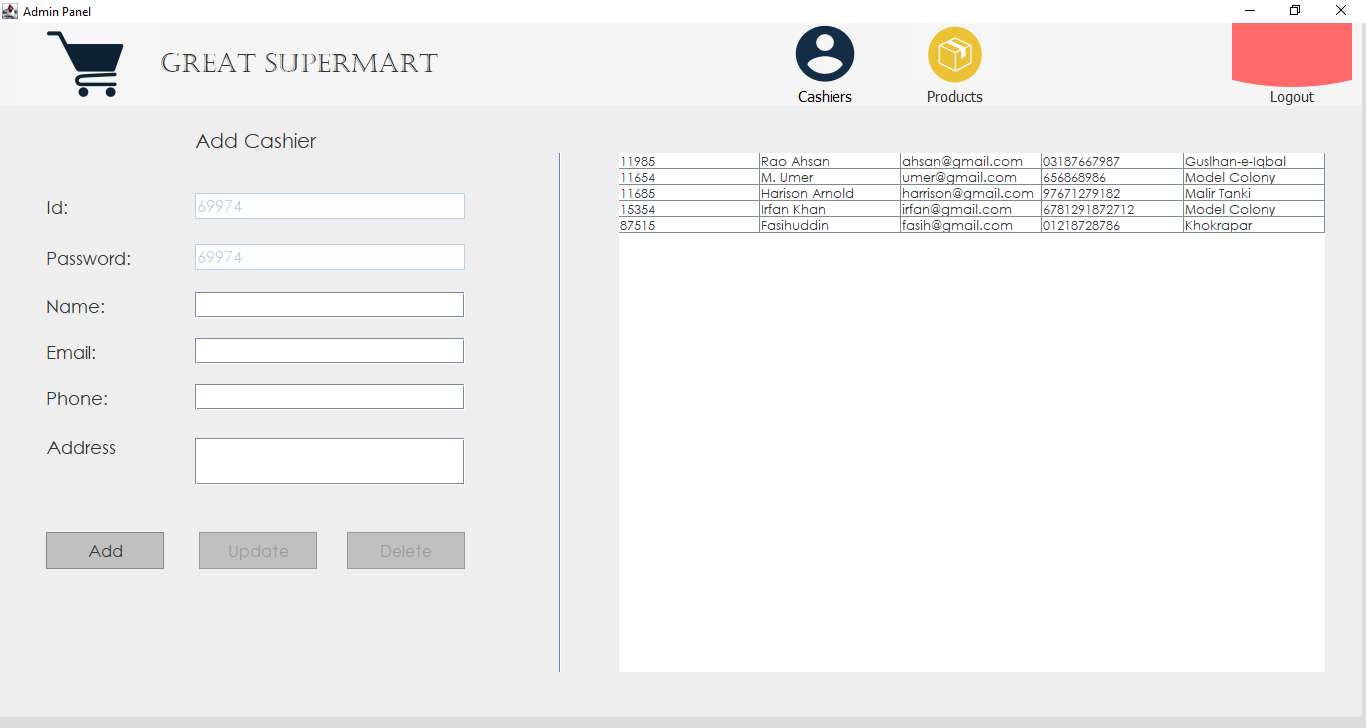 Admin Panel
GREAT SUPERMART
Cashiers
Products
Logout
Add Cashier
Id: 69974
Password: 69974
Name:
Email:
Phone:
Address
Add Update Delete
11985 Rao Ahsan ahsan@gmail.com 03187667987 Guslhan-e-Iqbal
11654 M. Umer umer@gmail.com 656868986 Model Colony
11685 Harison Arnold harrison@gmail.com 97671279182 Malir Tanki
15354 Irfan Khan irfan@gmail.com 6781291872712 Model Colony
87515 Fasihuddin fasih@gmail.com 01218728786 Khokrapar